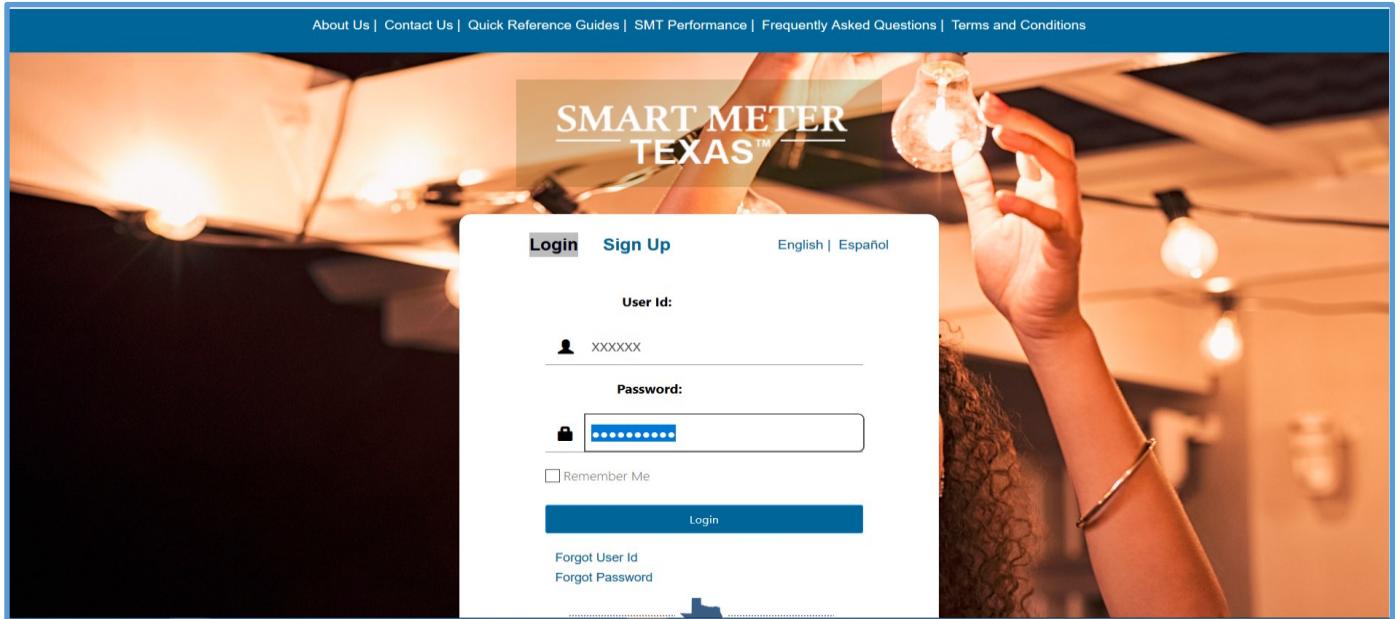 About Us | Contact Us | Quick Reference Guides | SMT Performance | Frequently Asked Questions | Terms and Conditions
SMART METER
TEXAS™
Login Sign Up English | Español
User Id:
XXXXXX
Password:
••••••••••
Remember Me
Login
Forgot User Id
Forgot Password